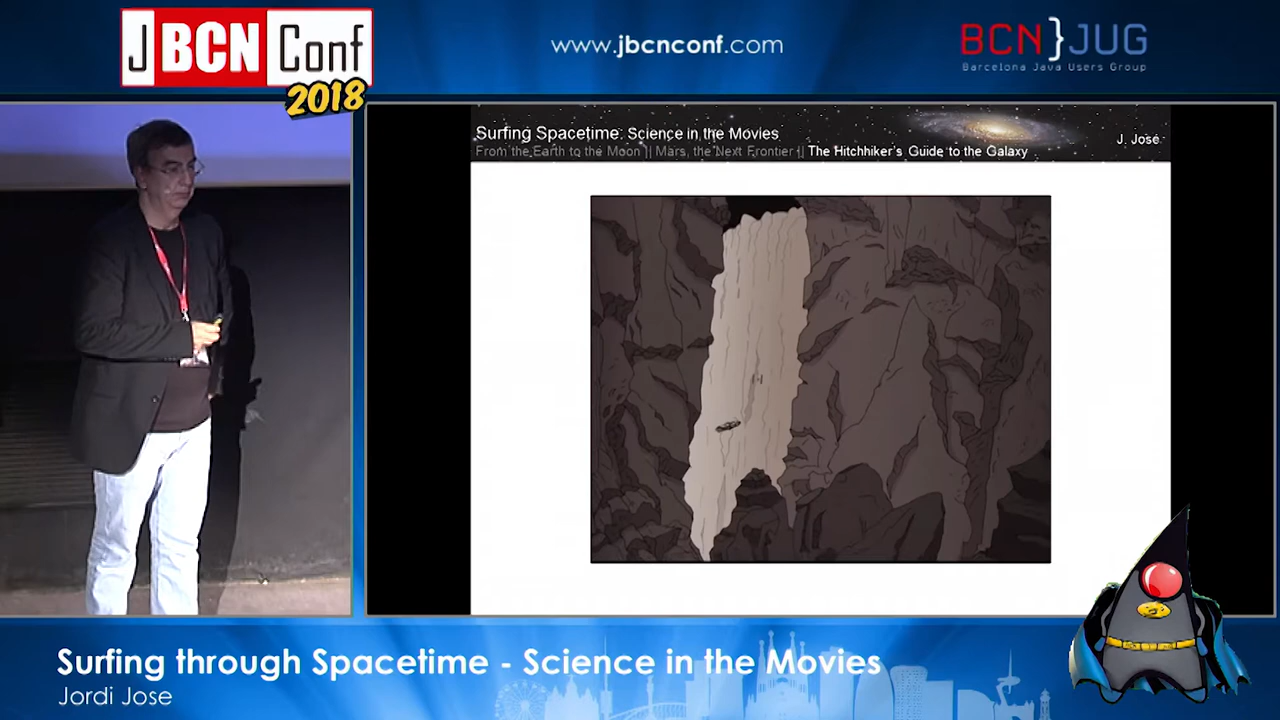 JBCN Conf
2018
www.jbcnconf.com
BCN}JUG
Barcelona Java Users Group
Surfing Spacetime: Science in the Movies
From the Earth to the Moon || Mars, the Next Frontier || The Hitchhiker's Guide to the Galaxy
J. José
Surfing through Spacetime - Science in the Movies
Jordi Jose